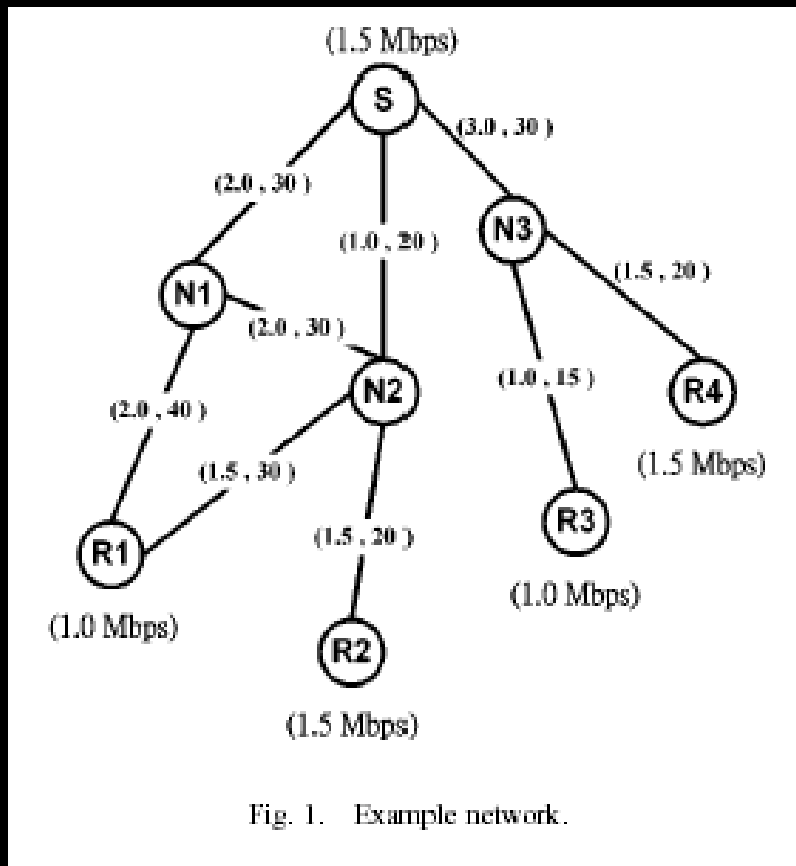 (1.5 Mbps)
S
(3.0 , 30 )
(2.0 , 30 )
N3
(1.0 , 20 )
(1.5 , 20 )
N1
(2.0 , 30 )
(1.0 , 15 )
N2
R4
(2.0 , 40 )
(1.5 , 30 )
(1.5 Mbps)
R3
(1.5 , 20 )
R1
(1.0 Mbps)
(1.0 Mbps)
R2
(1.5 Mbps)
Fig. 1. Example network.